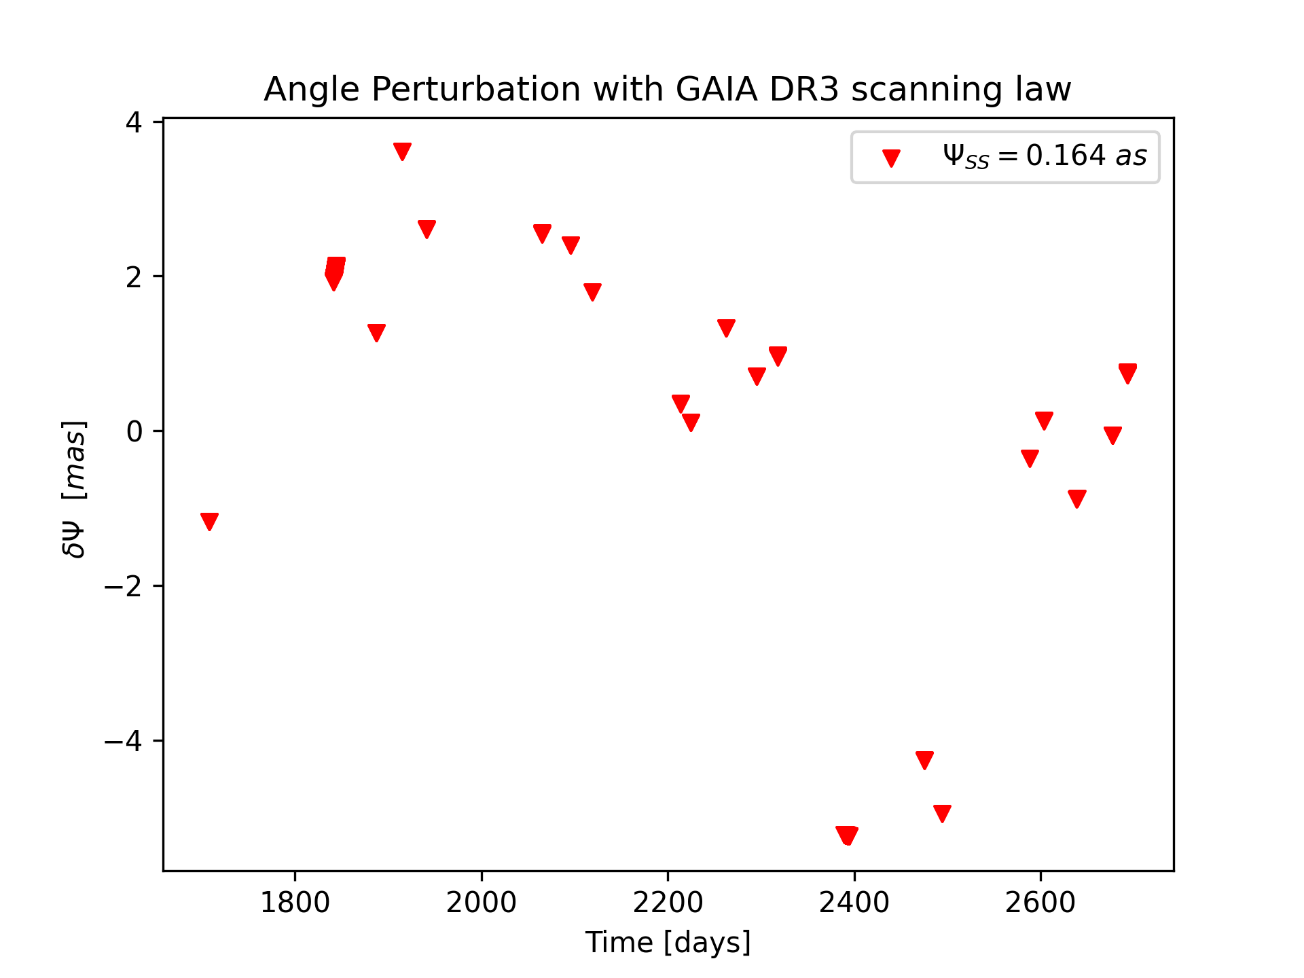 Angle Perturbation with GAIA DR3 scanning law
Ψ_SS = 0.164 as
4
2
0
−2
−4
δΨ [mas]
1800 2000 2200 2400 2600
Time [days]